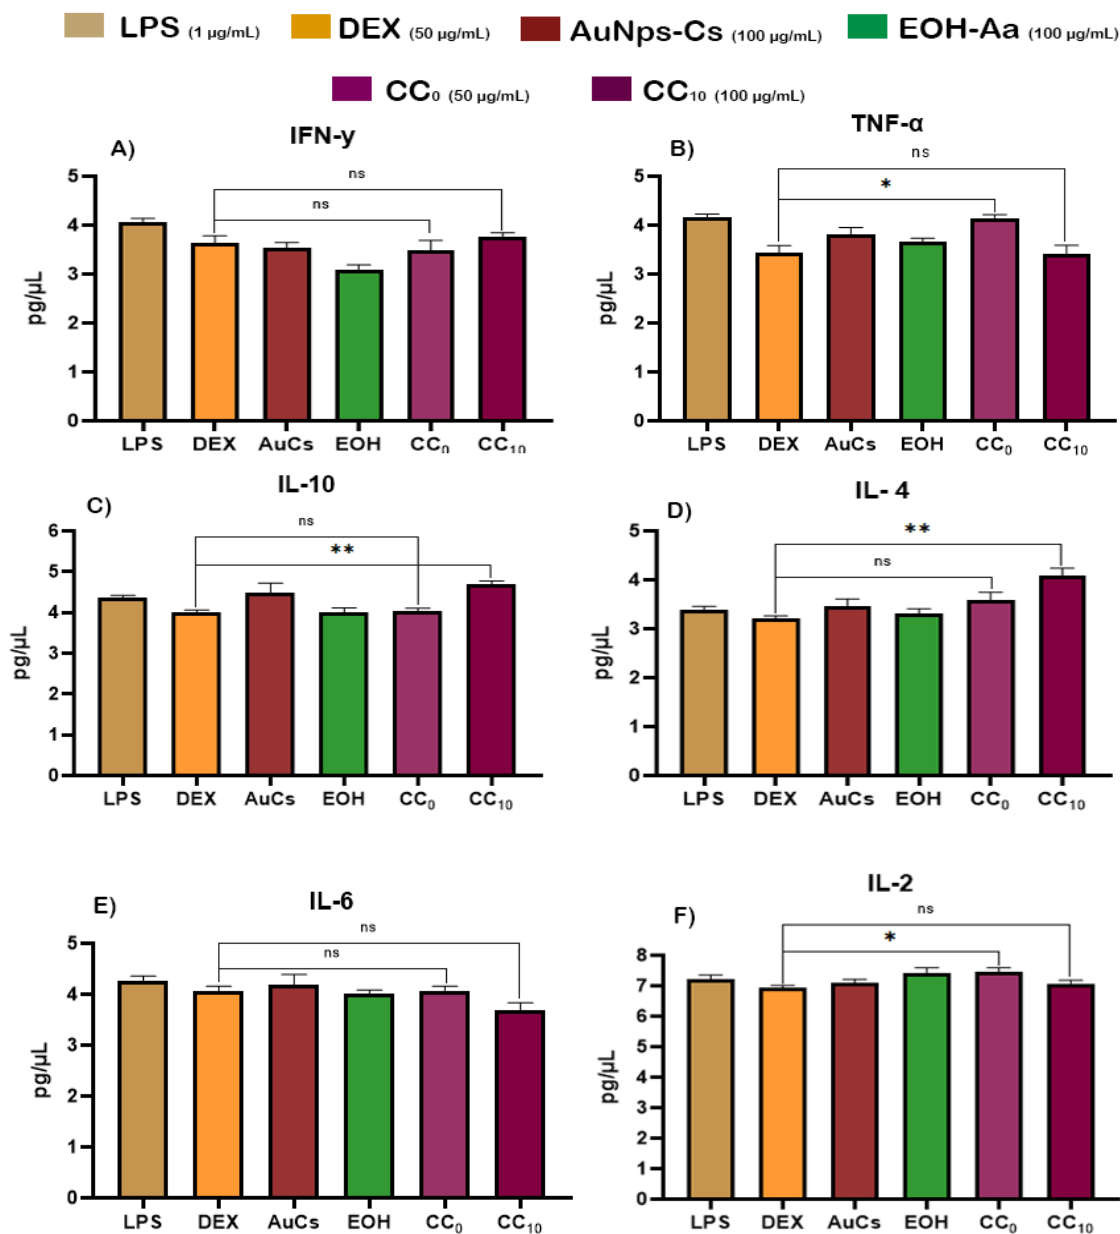 LPS (1 µg/mL) DEX (50 µg/mL) AuNps-Cs (100 µg/mL) EOH-Aa (100 µg/mL)
CC₀ (50 µg/mL) CC₁₀ (100 µg/mL)
A) IFN-y
ns
ns
pg/µL
5
4
3
2
1
0
LPS DEX AuCs EOH CC₀ CC₁₀
B) TNF-α
ns
*
pg/µL
5
4
3
2
1
0
LPS DEX AuCs EOH CC₀ CC₁₀
C) IL-10
ns
**
pg/µL
6
5
4
3
2
1
0
LPS DEX AuCs EOH CC₀ CC₁₀
D) IL- 4
**
ns
pg/µL
5
4
3
2
1
0
LPS DEX AuCs EOH CC₀ CC₁₀
E) IL-6
ns
ns
pg/µL
5
4
3
2
1
0
LPS DEX AuCs EOH CC₀ CC₁₀
F) IL-2
ns
*
pg/µL
8
7
6
5
4
3
2
1
0
LPS DEX AuCs EOH CC₀ CC₁₀